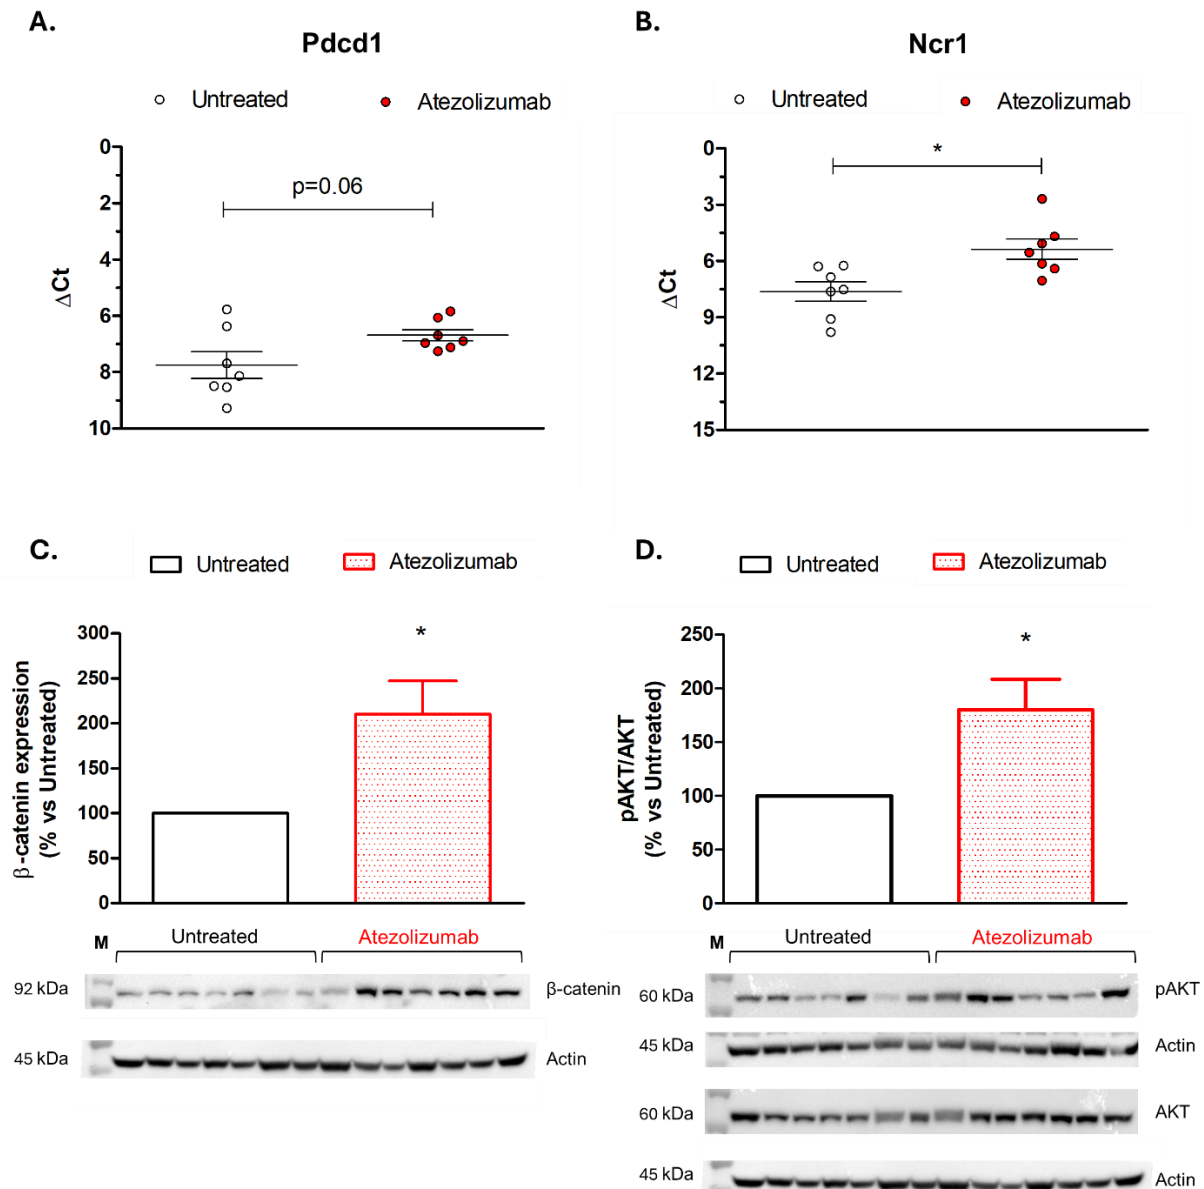 A.
Pdcd1
Untreated
Atezolizumab
0
2
4
6
8
10
ΔCt
p=0.06
B.
Ncr1
Untreated
Atezolizumab
0
3
6
9
12
15
ΔCt
*
C.
Untreated
Atezolizumab
300
250
200
150
100
50
0
β-catenin expression
(% vs Untreated)
*
M
Untreated
Atezolizumab
92 kDa
β-catenin
45 kDa
Actin
D.
Untreated
Atezolizumab
250
200
150
100
50
0
pAKT/AKT
(% vs Untreated)
*
M
Untreated
Atezolizumab
60 kDa
pAKT
45 kDa
Actin
60 kDa
AKT
45 kDa
Actin